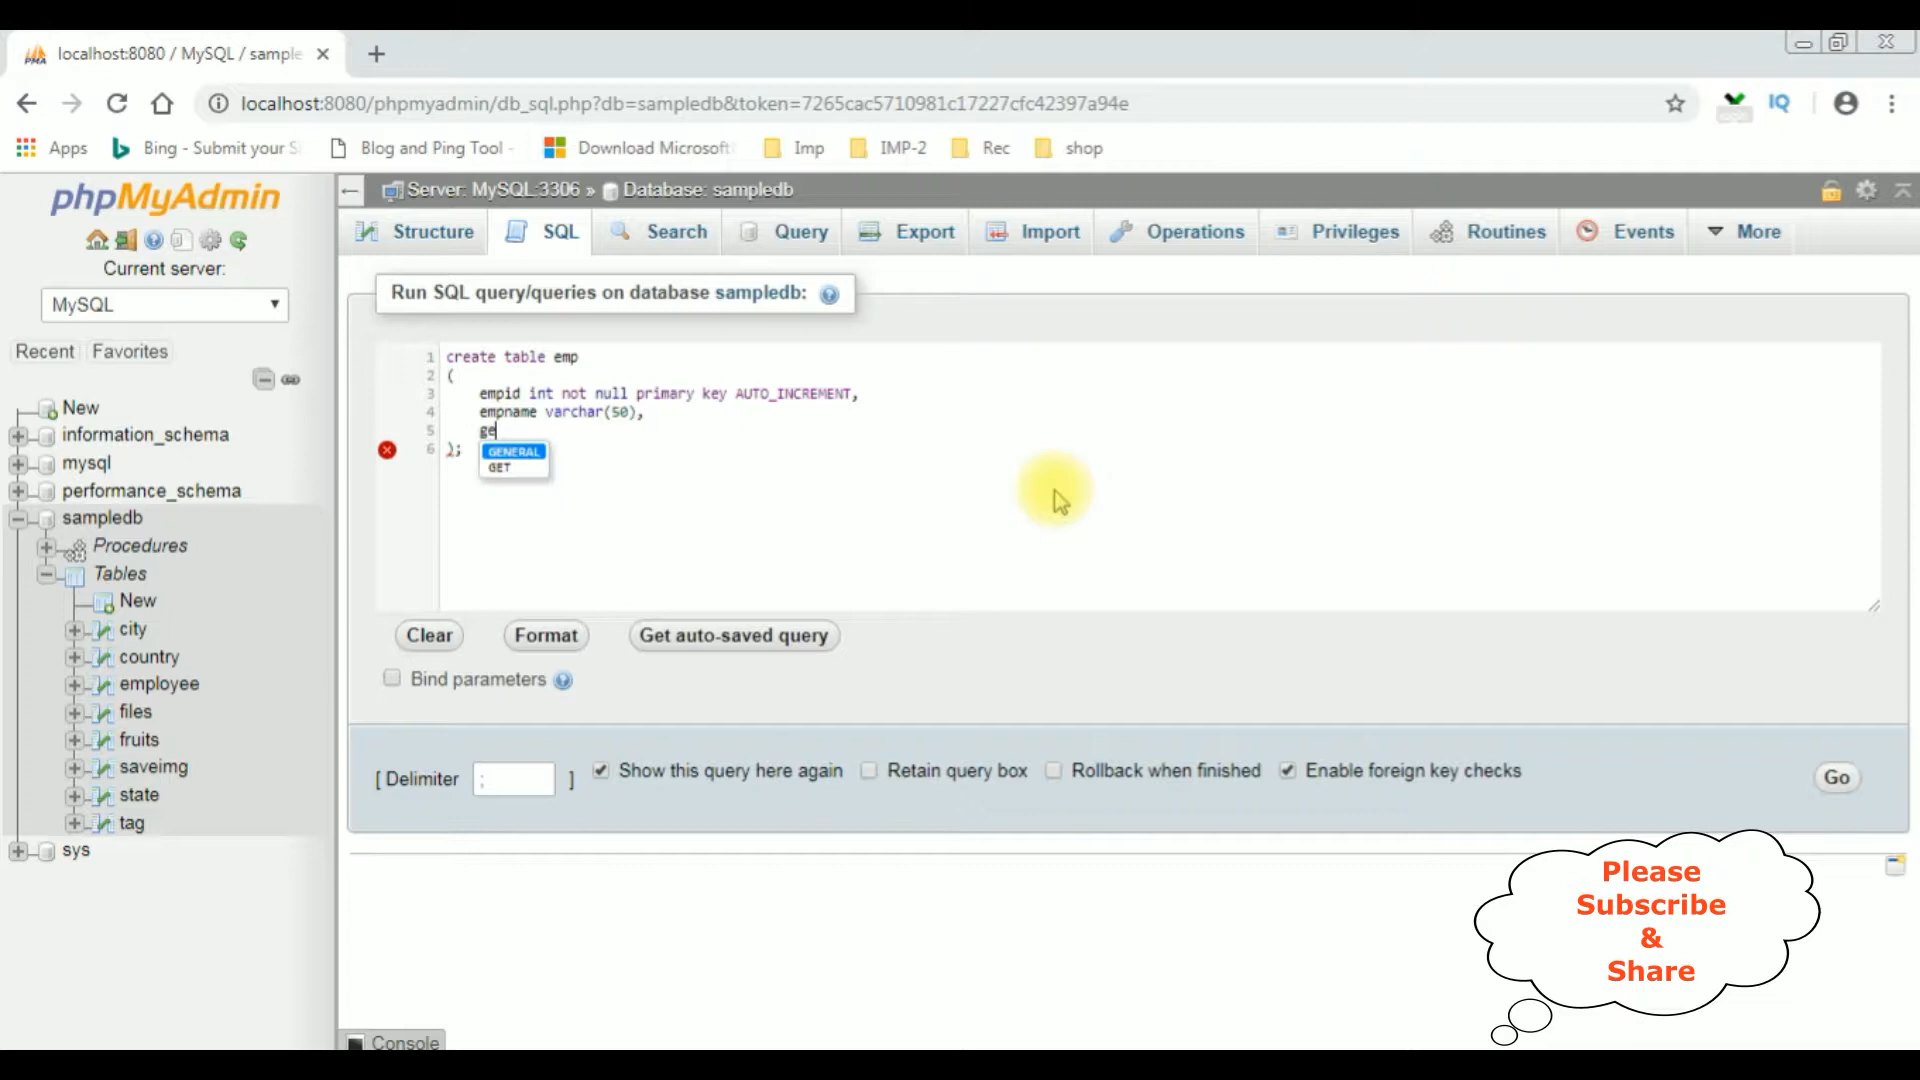 localhost:8080 / MySQL / sample
localhost:8080/phpmyadmin/db_sql.php?db=sampledb&token=7265cac5710981c17227cfc42397a94e
IQ
Apps
Bing - Submit your S
Blog and Ping Tool -
Download Microsoft
Imp
IMP-2
Rec
shop
phpMyAdmin
Current server:
MySQL
Recent Favorites
New
information_schema
mysql
performance_schema
sampledb
Procedures
Tables
New
city
country
employee
files
fruits
saveimg
state
tag
sys
Server: MySQL:3306 » Database: sampledb
Structure
SQL
Search
Query
Export
Import
Operations
Privileges
Routines
Events
More
Run SQL query/queries on database sampledb:
1 create table emp
2 (
3 empid int not null primary key AUTO_INCREMENT,
4 empname varchar(50),
5 ge
6 );
GENERAL
GET
Clear
Format
Get auto-saved query
Bind parameters
[ Delimiter ; ]
Show this query here again
Retain query box
Rollback when finished
Enable foreign key checks
Go
Please
Subscribe
&
Share
Console